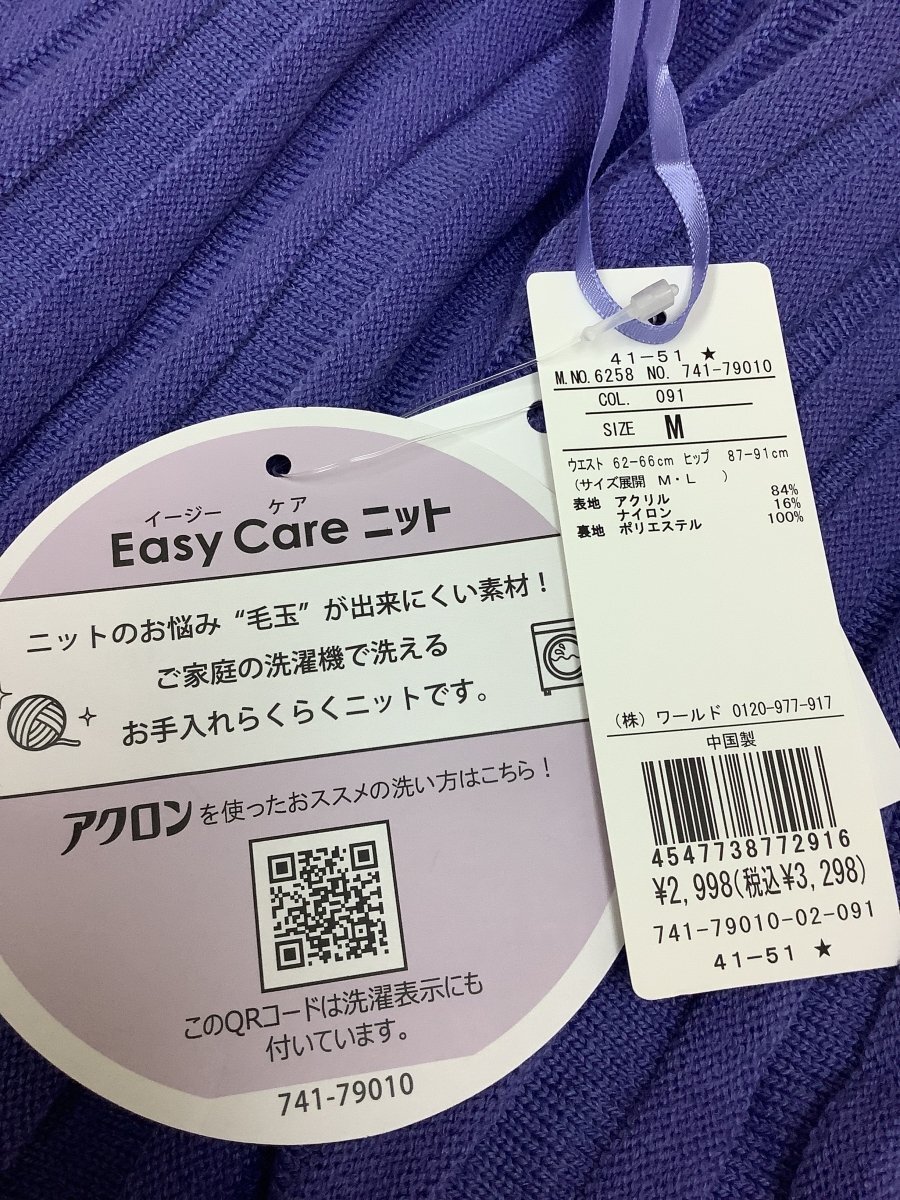 イージー ケア
Easy Care ニット
ニットのお悩み“毛玉”が出来にくい素材！
ご家庭の洗濯機で洗える
お手入れらくらくニットです。
アクロンを使ったおススメの洗い方はこちら！
このQRコードは洗濯表示にも
付いています。
741-79010
41-51 ★
M.NO.6258 NO. 741-79010
COL. 091
SIZE M
ウエスト 62-66cm ヒップ 87-91cm
(サイズ展開 M・L )
表地 アクリル 84%
ナイロン 16%
裏地 ポリエステル 100%
(株) ワールド 0120-977-917
中国製
4547738772916
¥2,998(税込¥3,298)
741-79010-02-091
41-51 ★